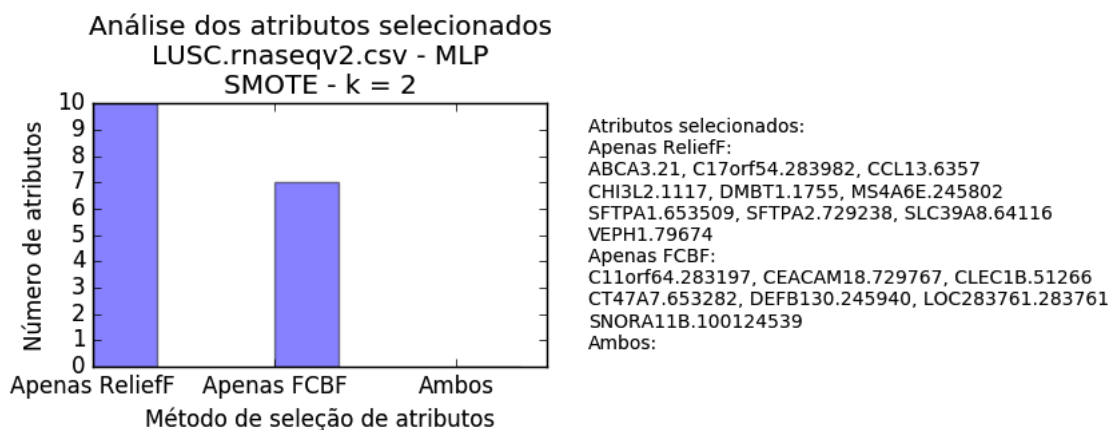 Análise dos atributos selecionados
LUSC.rnaseqv2.csv - MLP
SMOTE - k = 2
Número de atributos
10
9
8
7
6
5
4
3
2
1
0
Apenas ReliefF
Apenas FCBF
Ambos
Método de seleção de atributos
Atributos selecionados:
Apenas ReliefF:
ABCA3.21, C17orf54.283982, CCL13.6357
CHI3L2.1117, DMBT1.1755, MS4A6E.245802
SFTPA1.653509, SFTPA2.729238, SLC39A8.64116
VEPH1.79674
Apenas FCBF:
C11orf64.283197, CEACAM18.729767, CLEC1B.51266
CT47A7.653282, DEFB130.245940, LOC283761.283761
SNORA11B.100124539
Ambos: